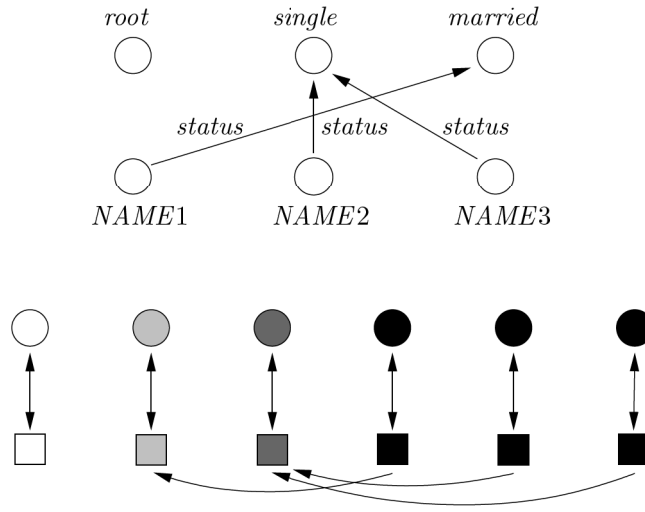 root single married
status status status
NAME1 NAME2 NAME3